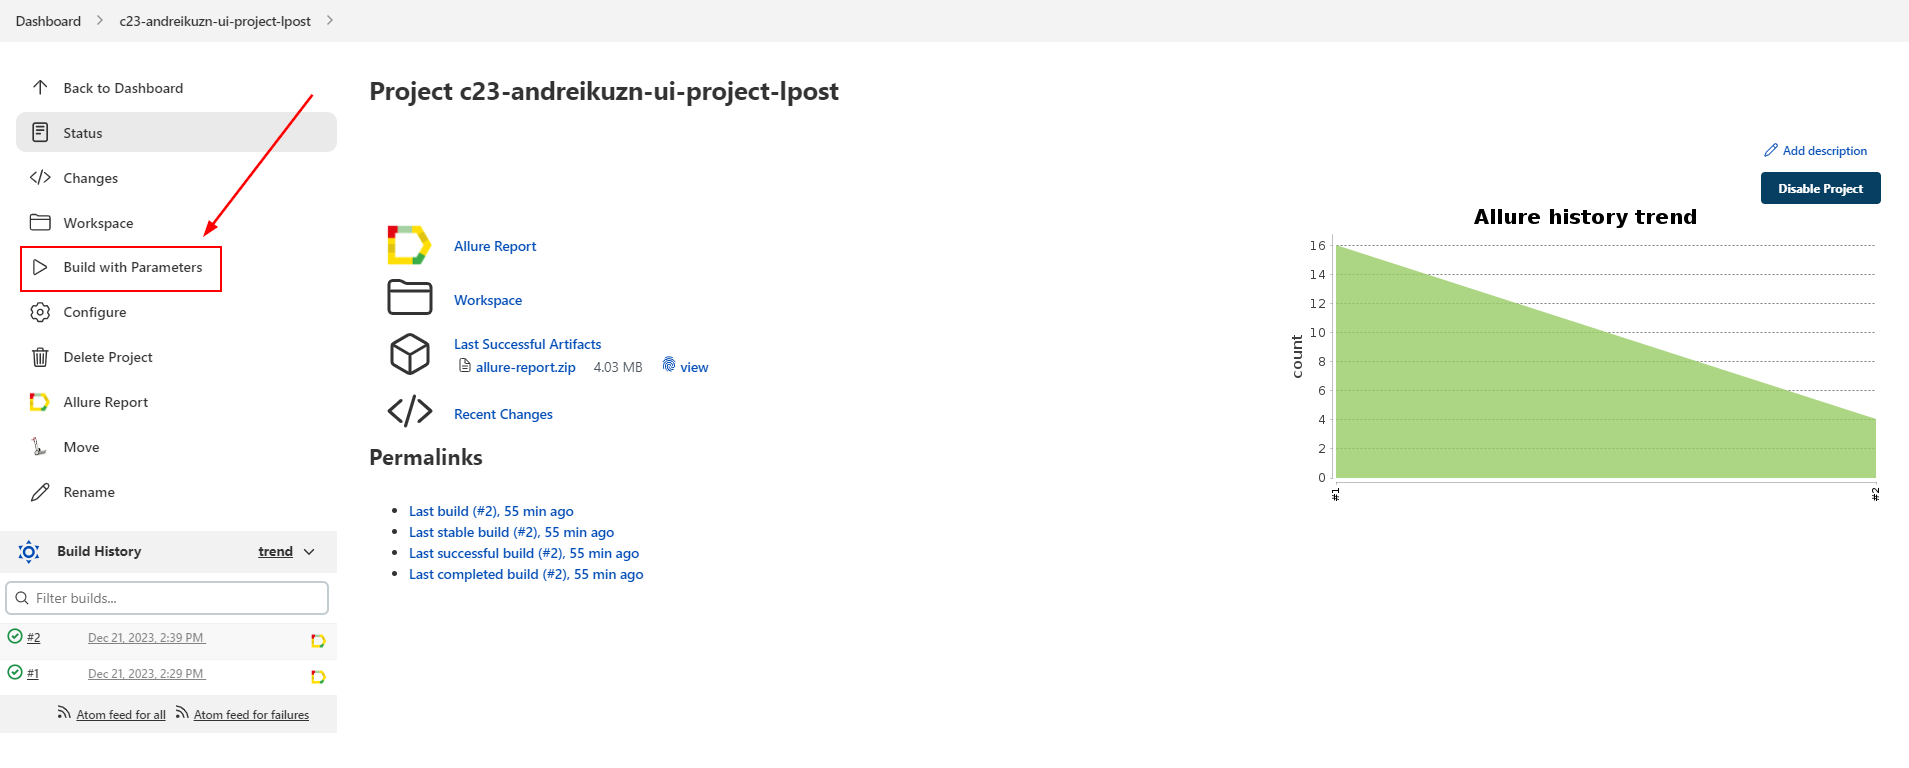 Dashboard
c23-andreikuzn-ui-project-lpost
Back to Dashboard
Status
Changes
Workspace
Build with Parameters
Configure
Delete Project
Allure Report
Move
Rename
Build History
trend
Filter builds...
#2 Dec 21, 2023, 2:39 PM
#1 Dec 21, 2023, 2:29 PM
Atom feed for all Atom feed for failures
Project c23-andreikuzn-ui-project-lpost
Add description
Disable Project
Allure Report
Workspace
Last Successful Artifacts
allure-report.zip 4.03 MB view
Recent Changes
Permalinks
Last build (#2), 55 min ago
Last stable build (#2), 55 min ago
Last successful build (#2), 55 min ago
Last completed build (#2), 55 min ago
Allure history trend
count
16
14
12
10
8
6
4
2
0
#1
#2